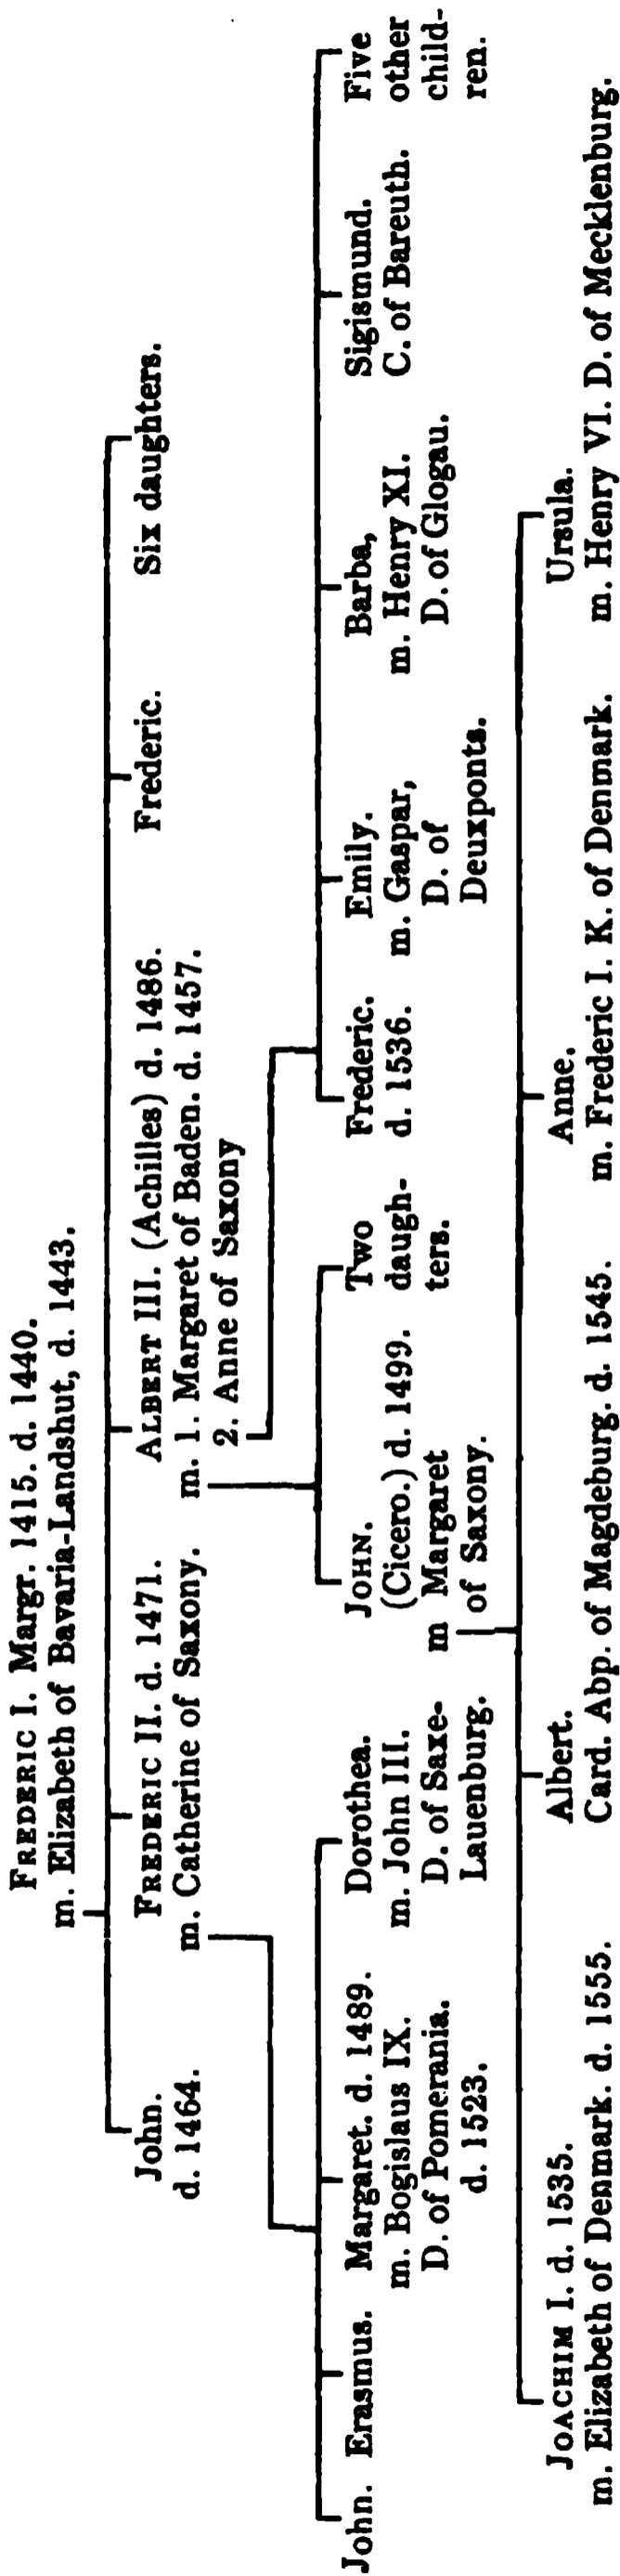 FREDERIC I. Margr. 1415. d. 1440.
m. Elizabeth of Bavaria-Landshut, d. 1443.
John.
d. 1464.
FREDERIC II. d. 1471.
m. Catherine of Saxony.
ALBERT III. (Achilles) d. 1486.
m. 1. Margaret of Baden. d. 1457.
2. Anne of Saxony
Frederic.
Six daughters.
John.
Erasmus.
Margaret. d. 1489.
m. Bogislaus IX.
D. of Pomerania.
d. 1523.
Dorothea.
m. John III.
D. of Saxe-
Lauenburg.
JOHN.
(Cicero.) d. 1499.
m Margaret
of Saxony.
Two
daugh-
ters.
Frederic.
d. 1536.
Emily.
m. Gaspar,
D. of
Deuxponts.
Barba,
m. Henry XI.
D. of Glogau.
Sigismund.
C. of Bareuth.
Five
other
child-
ren.
JOACHIM I. d. 1535.
m. Elizabeth of Denmark. d. 1555.
Albert.
Card. Abp. of Magdeburg. d. 1545.
Anne.
m. Frederic I. K. of Denmark.
Ursula.
m. Henry VI. D. of Mecklenburg.